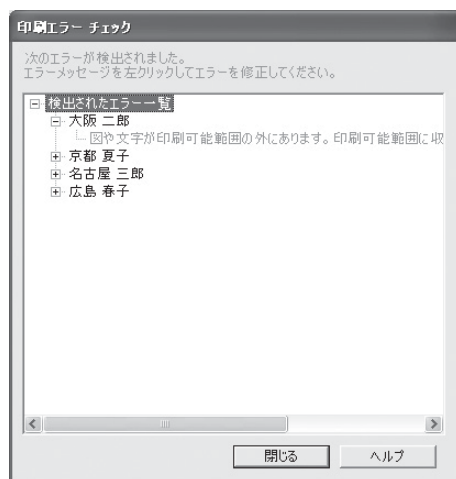 印刷エラー チェック
次のエラーが検出されました。
エラーメッセージを左クリックしてエラーを修正してください。
検出されたエラー一覧
大阪 二郎
図や文字が印刷可能範囲の外にあります。印刷可能範囲に収
京都 夏子
名古屋 三郎
広島 春子
閉じる
ヘルプ